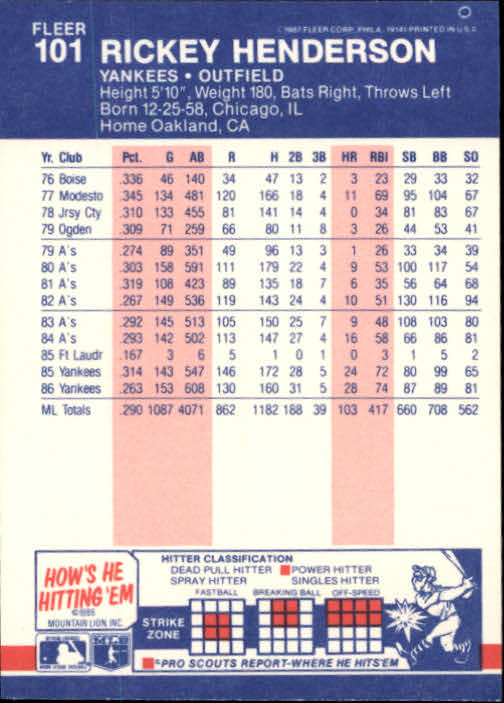 FLEER
©1987 FLEER CORP., PHILA., 19141-PRINTED IN U.S.A.
101 RICKEY HENDERSON
YANKEES • OUTFIELD
Height 5'10", Weight 180, Bats Right, Throws Left
Born 12-25-58, Chicago, IL
Home Oakland, CA
Yr. Club Pct. G AB R H 2B 3B HR RBI SB BB SO
76 Boise .336 46 140 34 47 13 2 3 23 29 33 32
77 Modesto .345 134 481 120 166 18 4 11 69 95 104 67
78 Jrsy Cty .310 133 455 81 141 14 4 0 34 81 83 67
79 Ogden .309 71 259 66 80 11 8 3 26 44 53 41
79 A's .274 89 351 49 96 13 3 1 26 33 34 39
80 A's .303 158 591 111 179 22 4 9 53 100 117 54
81 A's .319 108 423 89 135 18 7 6 35 56 64 68
82 A's .267 149 536 119 143 24 4 10 51 130 116 94
83 A's .292 145 513 105 150 25 7 9 48 108 103 80
84 A's .293 142 502 113 147 27 4 16 58 66 86 81
85 Ft Laudr .167 3 6 5 1 0 1 0 3 1 5 2
85 Yankees .314 143 547 146 172 28 5 24 72 80 99 65
86 Yankees .263 153 608 130 160 31 5 28 74 87 89 81
ML Totals .290 1087 4071 862 1182 188 39 103 417 660 708 562
HOW'S HE
HITTING 'EM
©1986
MOUNTAIN LION INC.
HITTER CLASSIFICATION
DEAD PULL HITTER POWER HITTER
SPRAY HITTER SINGLES HITTER
FASTBALL BREAKING BALL OFF-SPEED
STRIKE
ZONE
PRO SCOUTS REPORT-WHERE HE HITS'EM